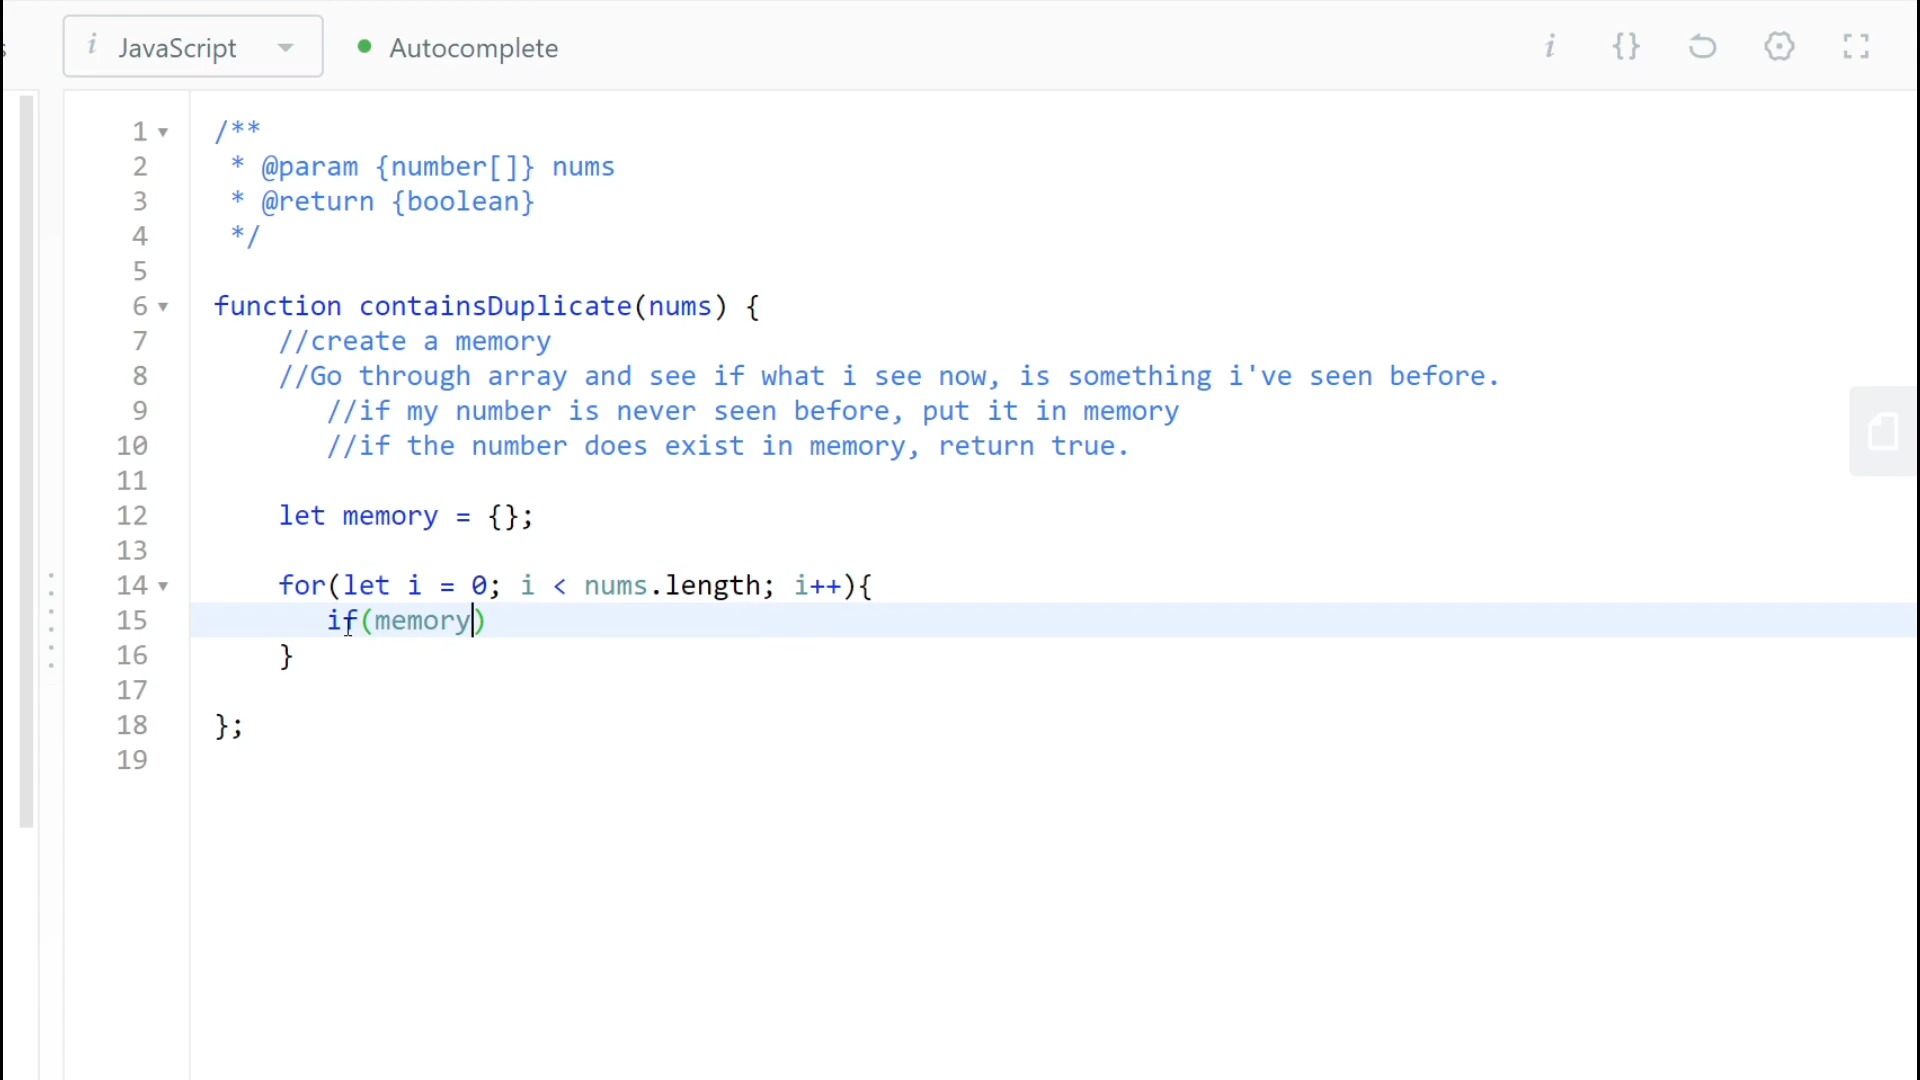 s
i JavaScript
Autocomplete
i {}
1 /**
2  * @param {number[]} nums
3  * @return {boolean}
4  */
5
6 function containsDuplicate(nums) {
7     //create a memory
8     //Go through array and see if what i see now, is something i've seen before.
9        //if my number is never seen before, put it in memory
10        //if the number does exist in memory, return true.
11
12     let memory = {};
13
14     for(let i = 0; i < nums.length; i++){
15        if(memory)
16     }
17
18 };
19